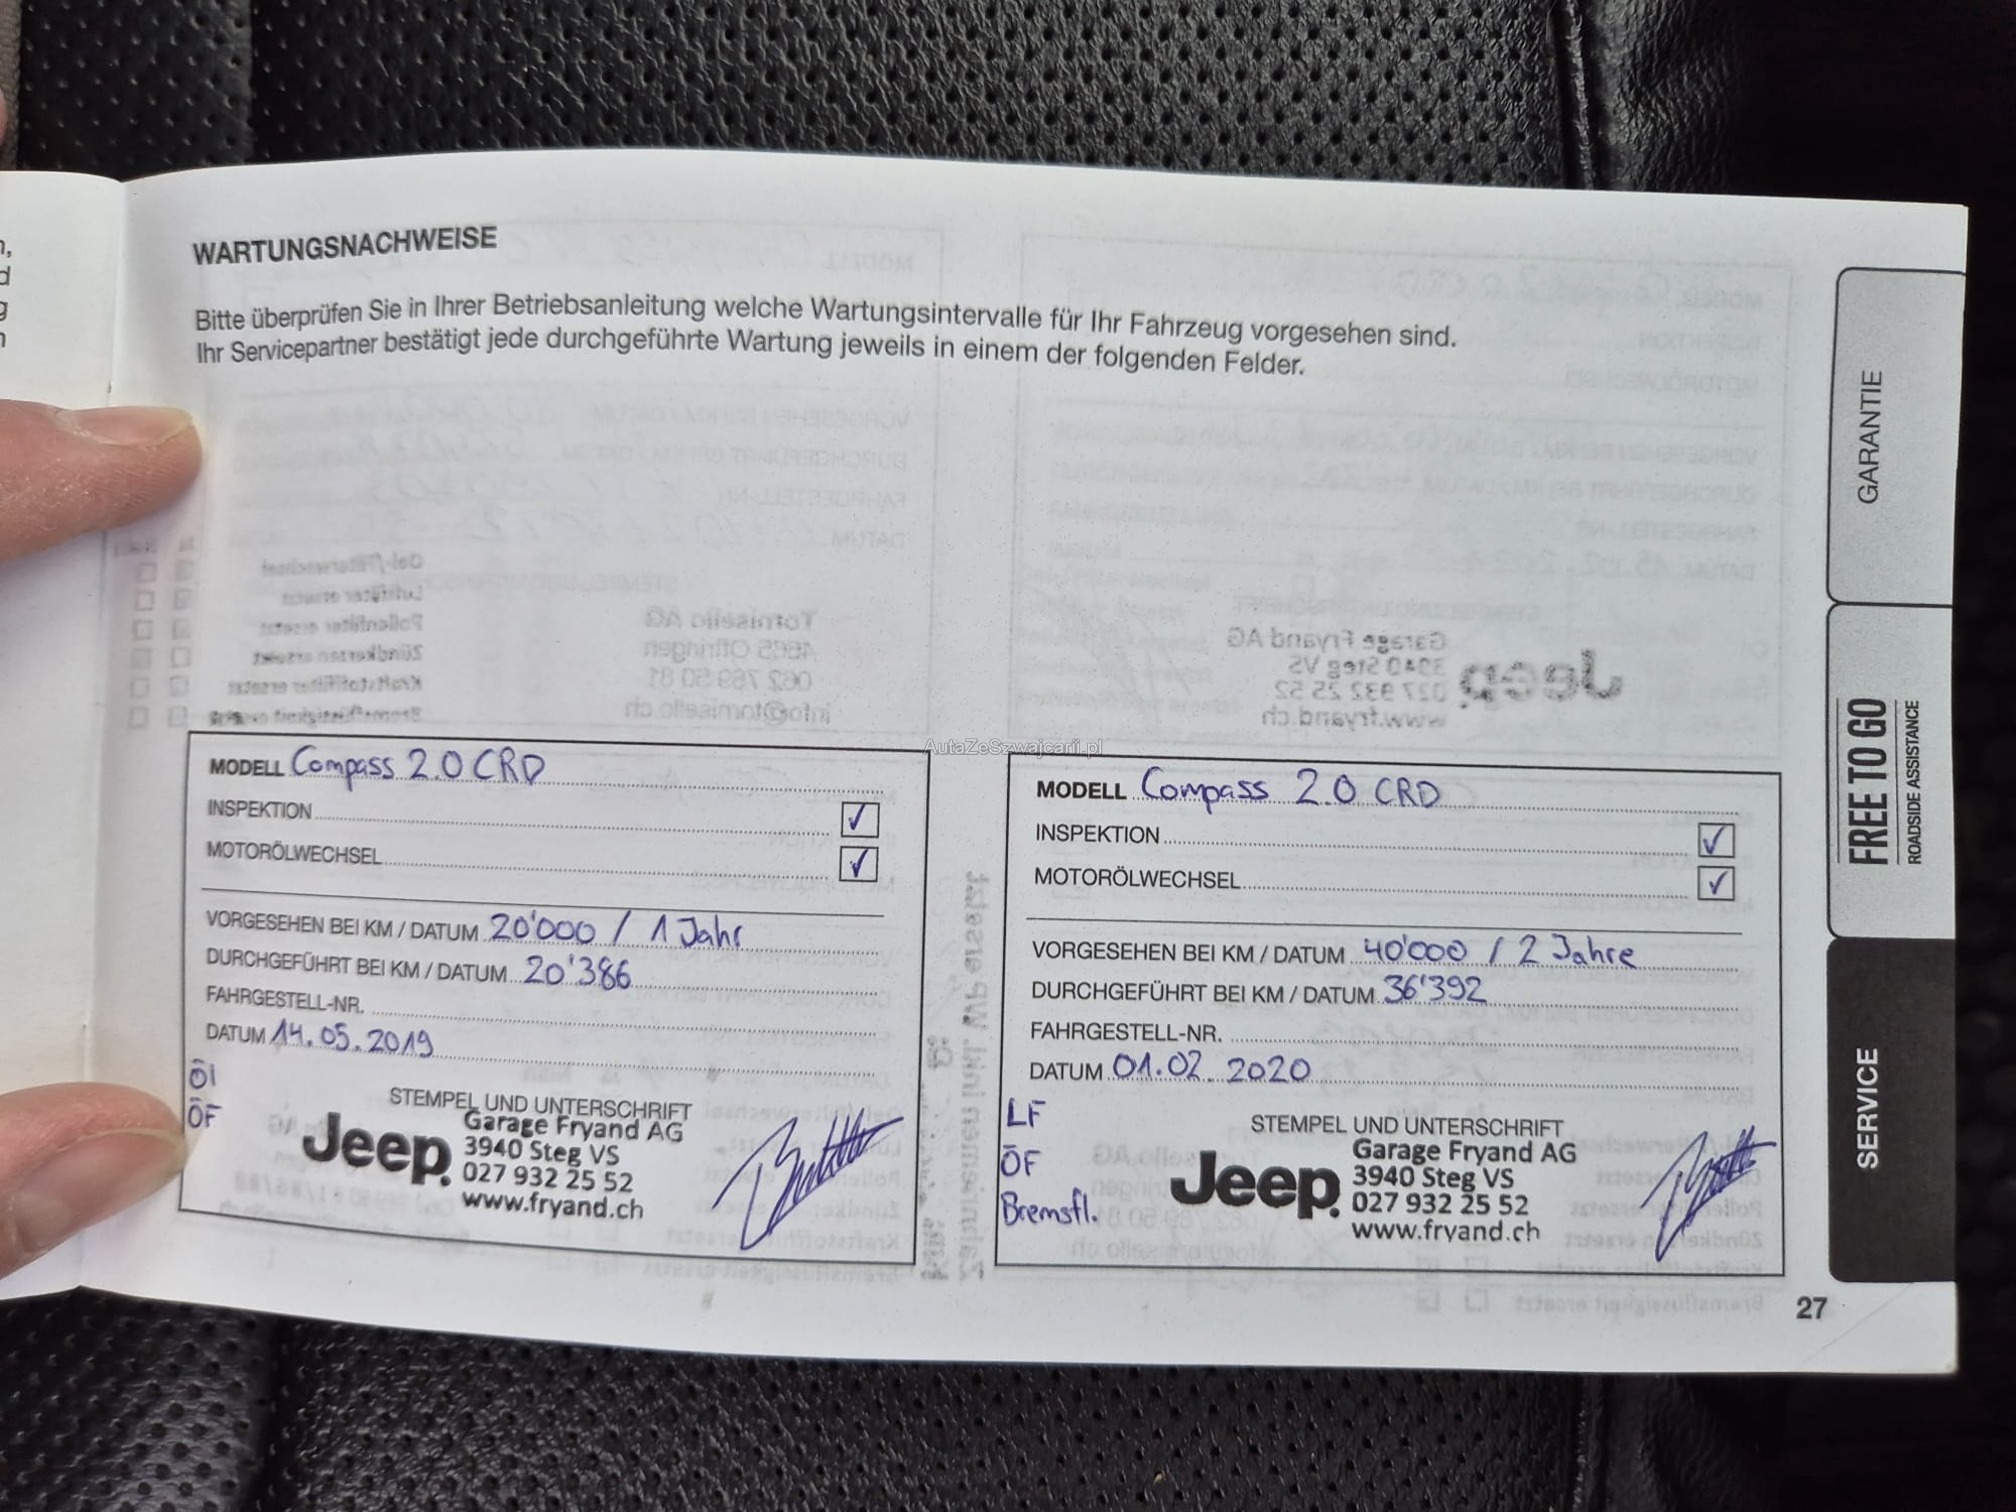 WARTUNGSNACHWEISE
Bitte überprüfen Sie in Ihrer Betriebsanleitung welche Wartungsintervalle für Ihr Fahrzeug vorgesehen sind.
Ihr Servicepartner bestätigt jede durchgeführte Wartung jeweils in einem der folgenden Felder.
AutaZeSzwajcarii.pl
MODELL Compass 2.0 CRD
INSPEKTION ✓
MOTORÖLWECHSEL ✓
VORGESEHEN BEI KM / DATUM 20'000 / 1 Jahr
DURCHGEFÜHRT BEI KM / DATUM 20'386
FAHRGESTELL-NR.
DATUM 14.05.2019
ÖF
STEMPEL UND UNTERSCHRIFT
Jeep
Garage Fryand AG
3940 Steg VS
027 932 25 52
www.fryand.ch
MODELL Compass 2.0 CRD
INSPEKTION ✓
MOTORÖLWECHSEL ✓
VORGESEHEN BEI KM / DATUM 40'000 / 2 Jahre
DURCHGEFÜHRT BEI KM / DATUM 36'392
FAHRGESTELL-NR.
DATUM 01.02.2020
LF
ÖF
Bremsfl.
STEMPEL UND UNTERSCHRIFT
Jeep
Garage Fryand AG
3940 Steg VS
027 932 25 52
www.fryand.ch
GARANTIE
FREE TO GO
ROADSIDE ASSISTANCE
SERVICE
27